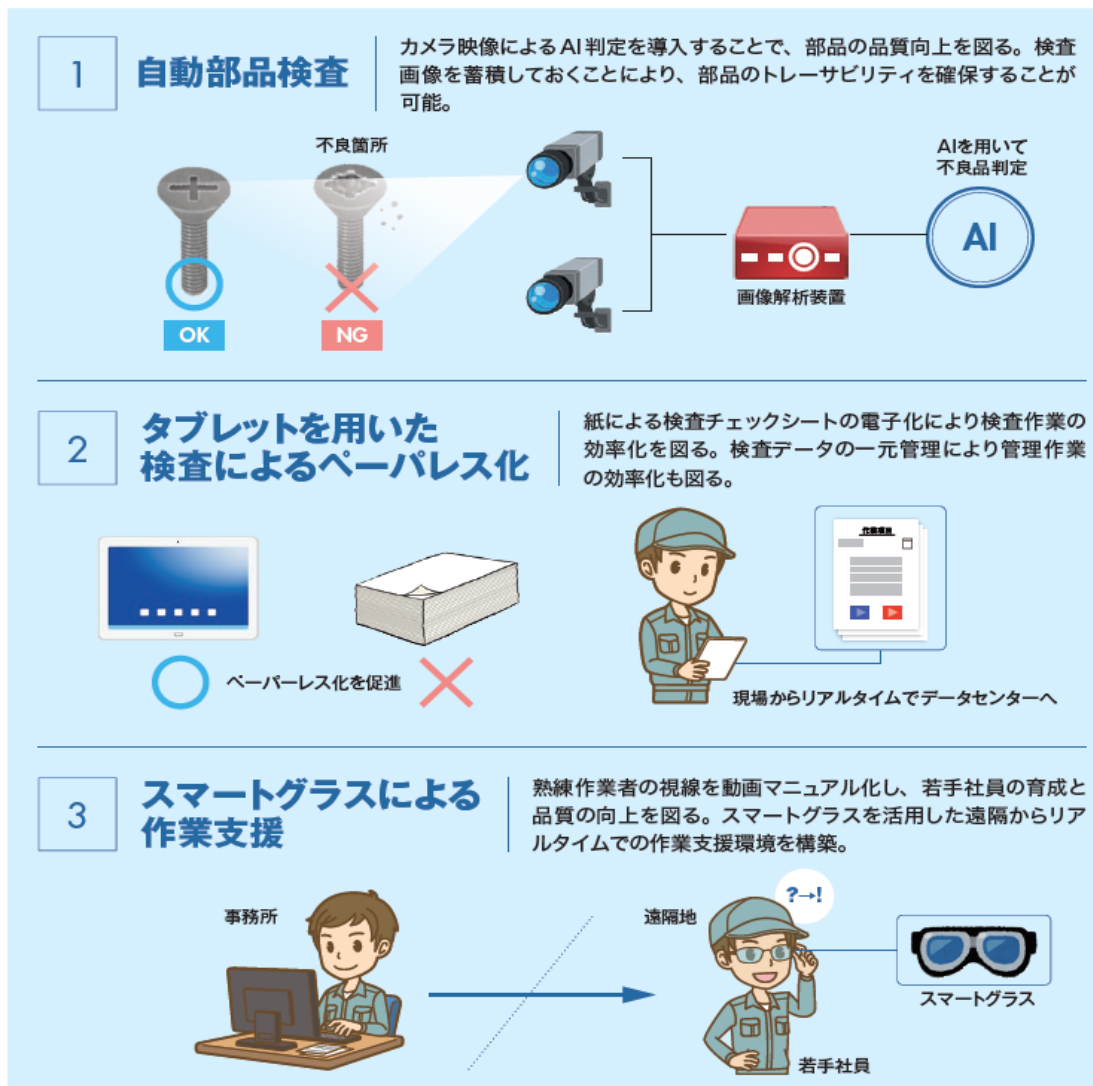 1
自動部品検査
カメラ映像によるAI判定を導入することで、部品の品質向上を図る。検査
画像を蓄積しておくことにより、部品のトレーサビリティを確保することが
可能。
不良箇所
OK
NG
画像解析装置
AIを用いて
不良品判定
AI
2
タブレットを用いた
検査によるペーパレス化
紙による検査チェックシートの電子化により検査作業の
効率化を図る。検査データの一元管理により管理作業
の効率化も図る。
ペーパーレス化を促進
作業項目
現場からリアルタイムでデータセンターへ
3
スマートグラスによる
作業支援
熟練作業者の視線を動画マニュアル化し、若手社員の育成と
品質の向上を図る。スマートグラスを活用した遠隔からリア
ルタイムでの作業支援環境を構築。
事務所
遠隔地
?→!
スマートグラス
若手社員